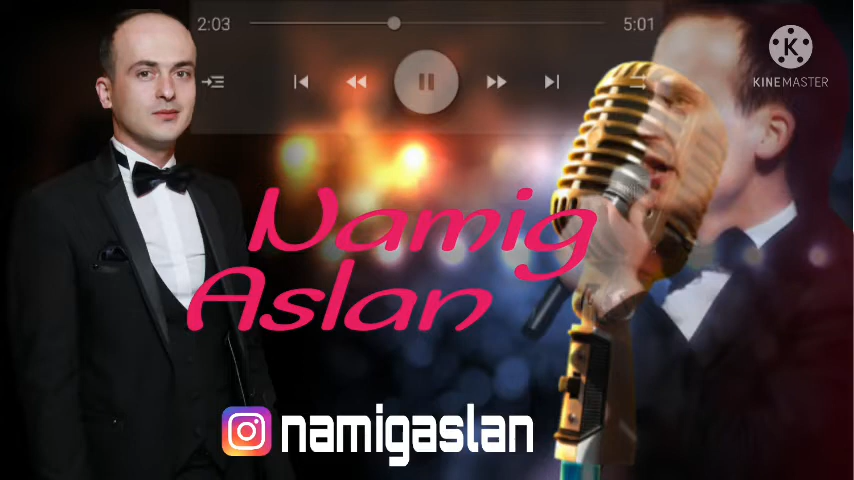 2:03
5:01
K
KINEMASTER
Namig
Aslan
namigaslan